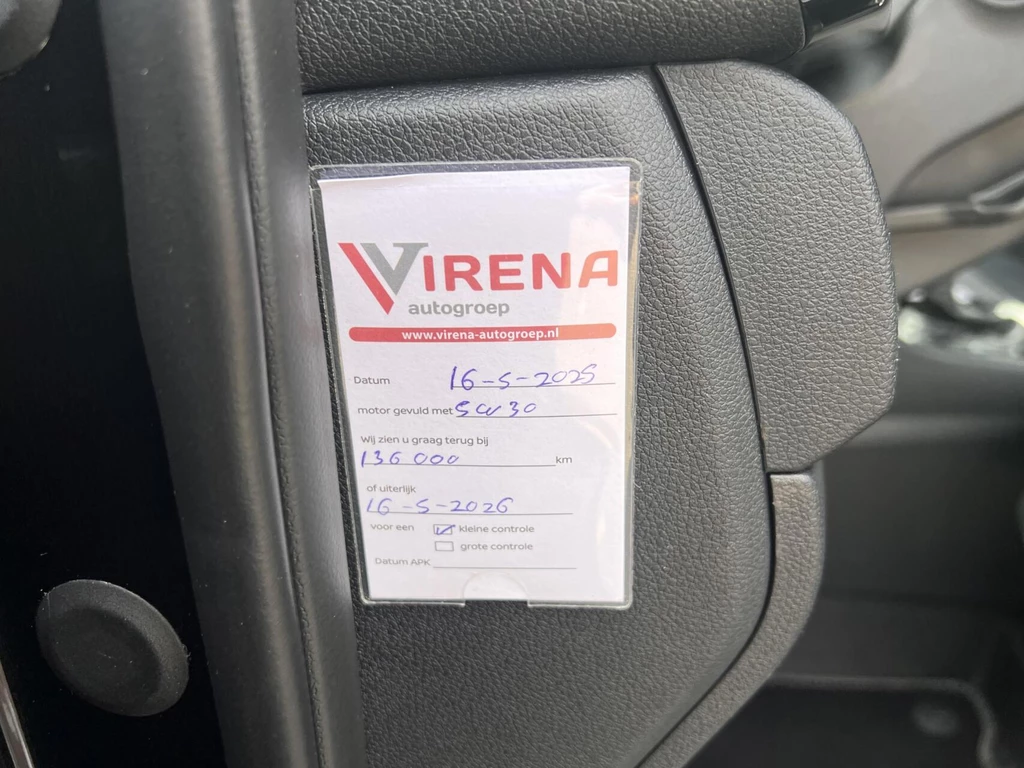 VIRENA
autogroep
www.virena-autogroep.nl
Datum 16-5-2025
motor gevuld met 5W30
Wij zien u graag terug bij
136 000 km
of uiterlijk
16-5-2026
voor een kleine controle
grote controle
Datum APK